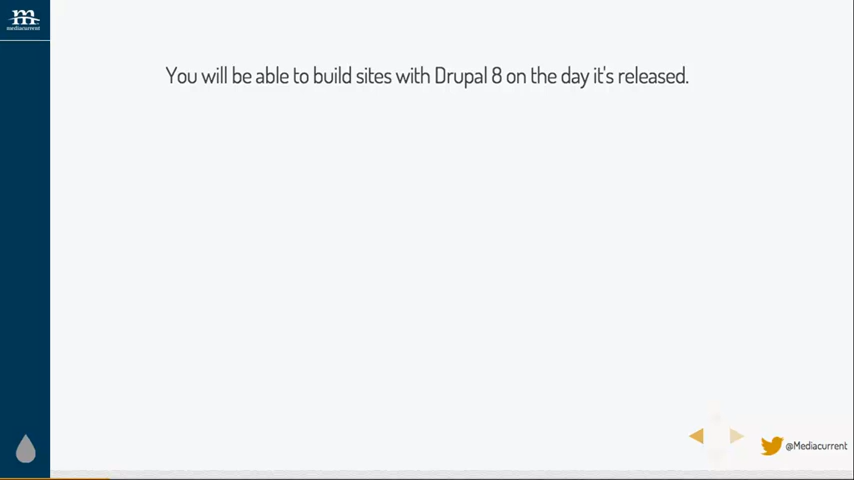 m
mediacurrent
You will be able to build sites with Drupal 8 on the day it's released.
@Mediacurrent